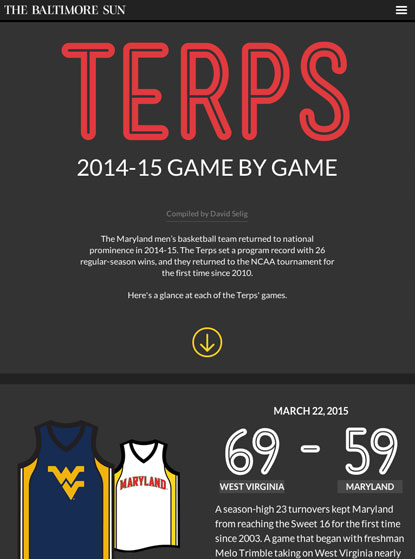 THE BALTIMORE SUN
TERPS
2014-15 GAME BY GAME
Compiled by David Selig
The Maryland men's basketball team returned to national
prominence in 2014-15. The Terps set a program record with 26
regular-season wins, and they returned to the NCAA tournament for
the first time since 2010.
Here's a glance at each of the Terps' games.
MARCH 22, 2015
69 - 59
WEST VIRGINIA MARYLAND
WV
MARYLAND
A season-high 23 turnovers kept Maryland
from reaching the Sweet 16 for the first time
since 2003. A game that began with freshman
Melo Trimble taking on West Virginia nearly